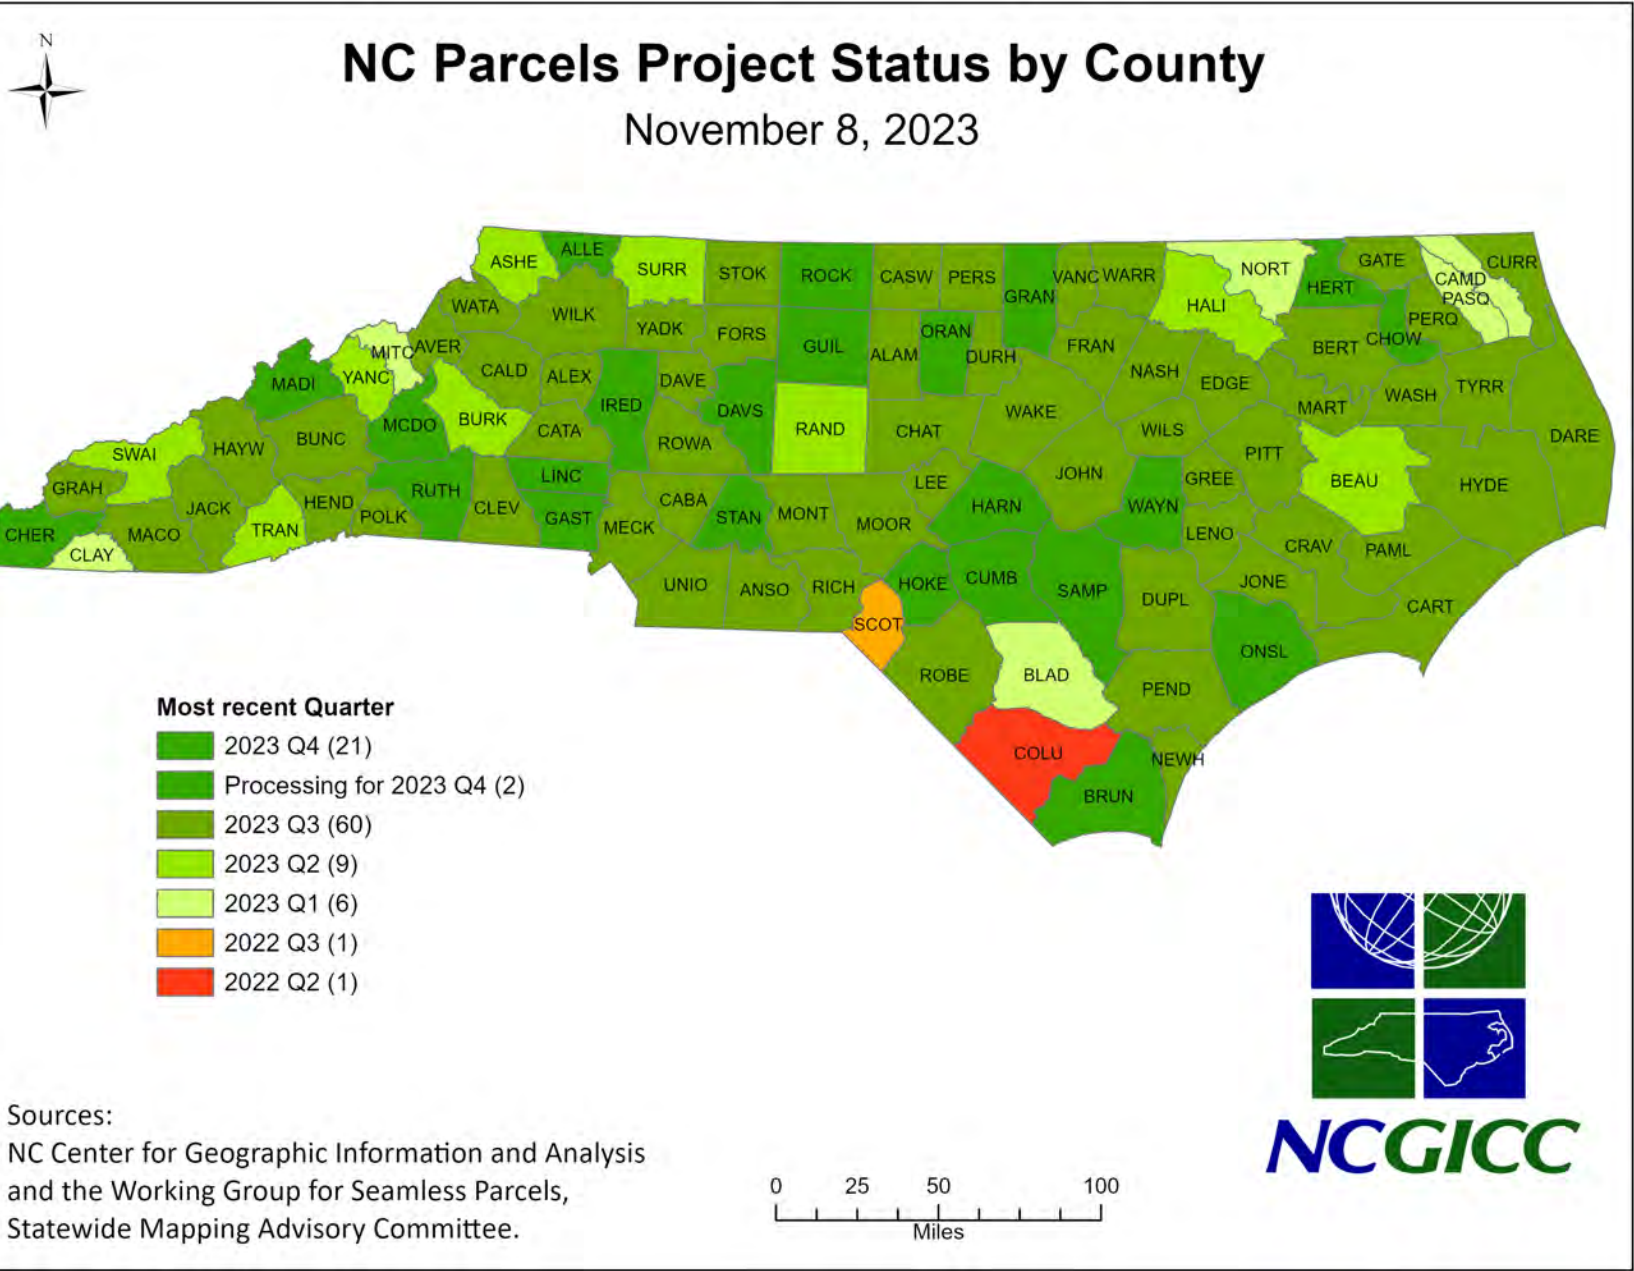 N
NC Parcels Project Status by County
November 8, 2023
ASHE
ALLE
SURR
STOK
ROCK
CASW
PERS
GRAN
VANC
WARR
NORT
HALI
HERT
GATE
CAMD
PASQ
CURR
PERQ
CHOW
BERT
WATA
WILK
YADK
FORS
GUIL
ALAM
ORAN
DURH
FRAN
NASH
EDGE
MART
WASH
TYRR
DARE
MITC
AVER
YANC
MADI
CALD
ALEX
IRED
DAVE
DAVS
RAND
CHAT
WAKE
WILS
PITT
BEAU
HYDE
MCDO
BURK
CATA
ROWA
SWAI
HAYW
BUNC
GRAH
JACK
HEND
POLK
RUTH
CLEV
LINC
GAST
MECK
CABA
STAN
MONT
MOOR
LEE
HARN
JOHN
WAYN
GREE
LENO
CRAV
PAML
CHER
CLAY
MACO
TRAN
UNIO
ANSO
RICH
SCOT
HOKE
CUMB
SAMP
DUPL
JONE
CART
ONSL
ROBE
BLAD
PEND
COLU
BRUN
NEWH
Most recent Quarter
2023 Q4 (21)
Processing for 2023 Q4 (2)
2023 Q3 (60)
2023 Q2 (9)
2023 Q1 (6)
2022 Q3 (1)
2022 Q2 (1)
Sources:
NC Center for Geographic Information and Analysis
and the Working Group for Seamless Parcels,
Statewide Mapping Advisory Committee.
0 25 50 100
Miles
NCGICC